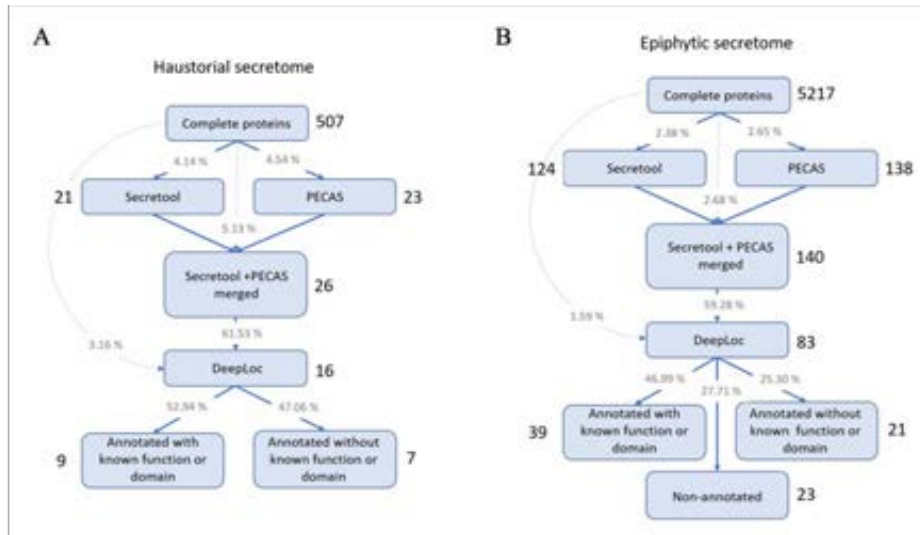 A
Haustorial secretome
Complete proteins
507
4.14 %
4.54 %
21
Secretool
PECAS
23
5.13 %
Secretool +PECAS
merged
26
61.53 %
3.16 %
DeepLoc
16
52.94 %
47.06 %
9
Annotated with
known function or
domain
Annotated without
known function or
domain
7
B
Epiphytic secretome
Complete proteins
5217
2.38 %
2.65 %
124
Secretool
PECAS
138
2.68 %
Secretool + PECAS
merged
140
59.28 %
1.59 %
DeepLoc
83
46.99 %
27.71 %
25.30 %
39
Annotated with
known function or
domain
Annotated without
known function or
domain
21
Non-annotated
23